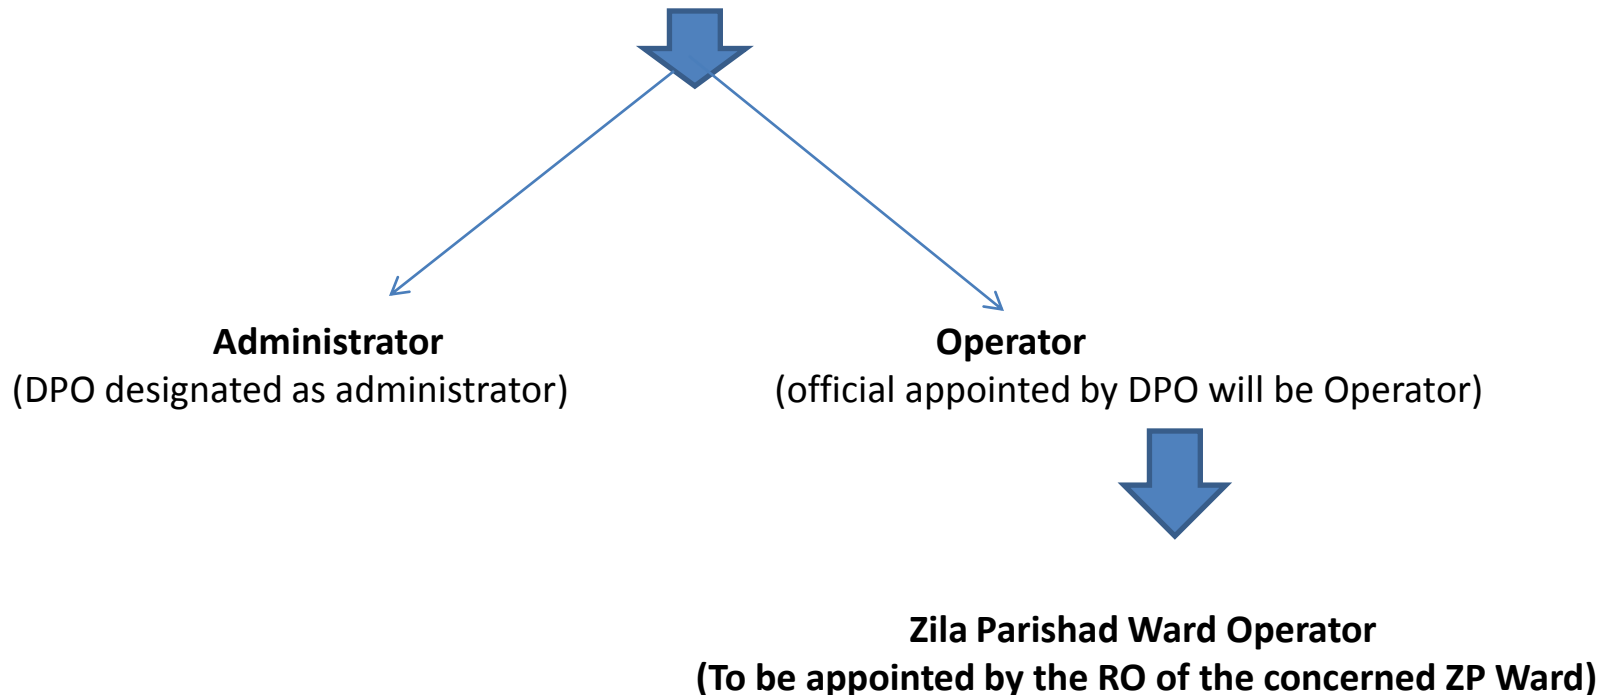 Administrator
(DPO designated as administrator)
Operator
(official appointed by DPO will be Operator)
Zila Parishad Ward Operator
(To be appointed by the RO of the concerned ZP Ward)